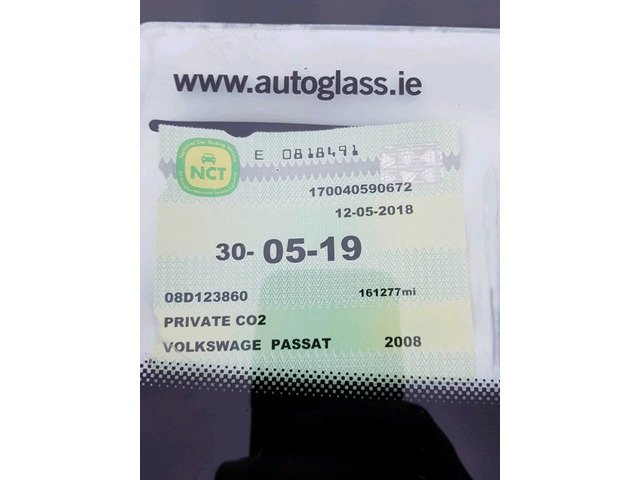 www.autoglass.ie
E 0818491
NCT
170040590672
12-05-2018
30- 05-19
08D123860 161277mi
PRIVATE CO2
VOLKSWAGE PASSAT 2008